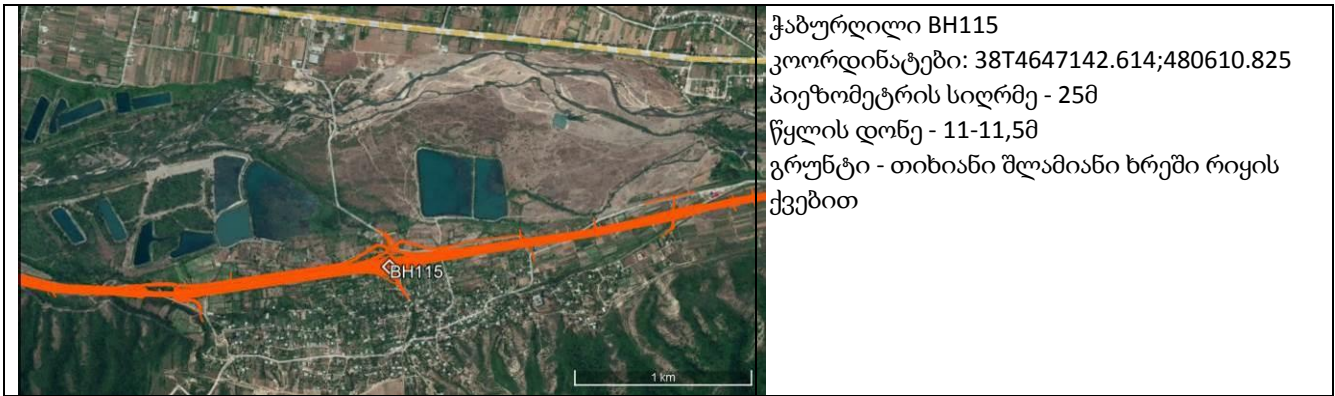 BH115
1 km
ჭაბურღილი BH115
კოორდინატები: 38T4647142.614;480610.825
პიეზომეტრის სიღრმე - 25მ
წყლის დონე - 11-11,5მ
გრუნტი - თიხიანი შლამიანი ხრეში რიყის
ქვებით